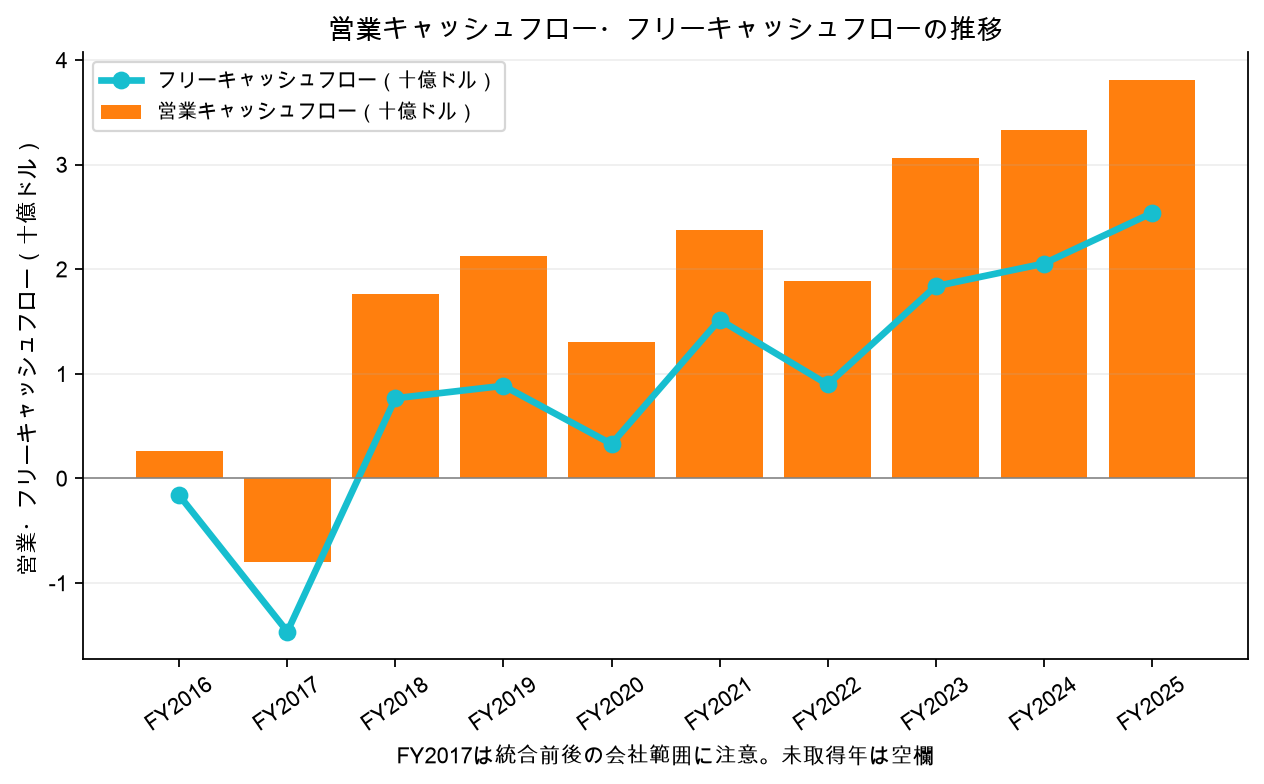 営業キャッシュフロー・フリーキャッシュフローの推移
フリーキャッシュフロー(十億ドル)
営業キャッシュフロー(十億ドル)
営業・フリーキャッシュフロー(十億ドル)
4
3
2
1
0
-1
FY2016
FY2017
FY2018
FY2019
FY2020
FY2021
FY2022
FY2023
FY2024
FY2025
FY2017は統合前後の会社範囲に注意。未取得年は空欄